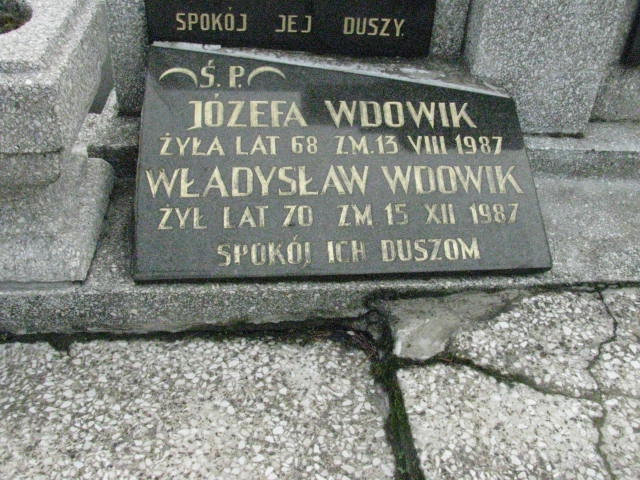 SPOKÓJ JEJ DUSZY.
Ś. P.
JÓZEFA WDOWIK
ŻYŁA LAT 68 ZM. 13 VIII 1987
WŁADYSŁAW WDOWIK
ŻYŁ LAT 70 ZM 15 XII 1987
SPOKÓJ ICH DUSZOM